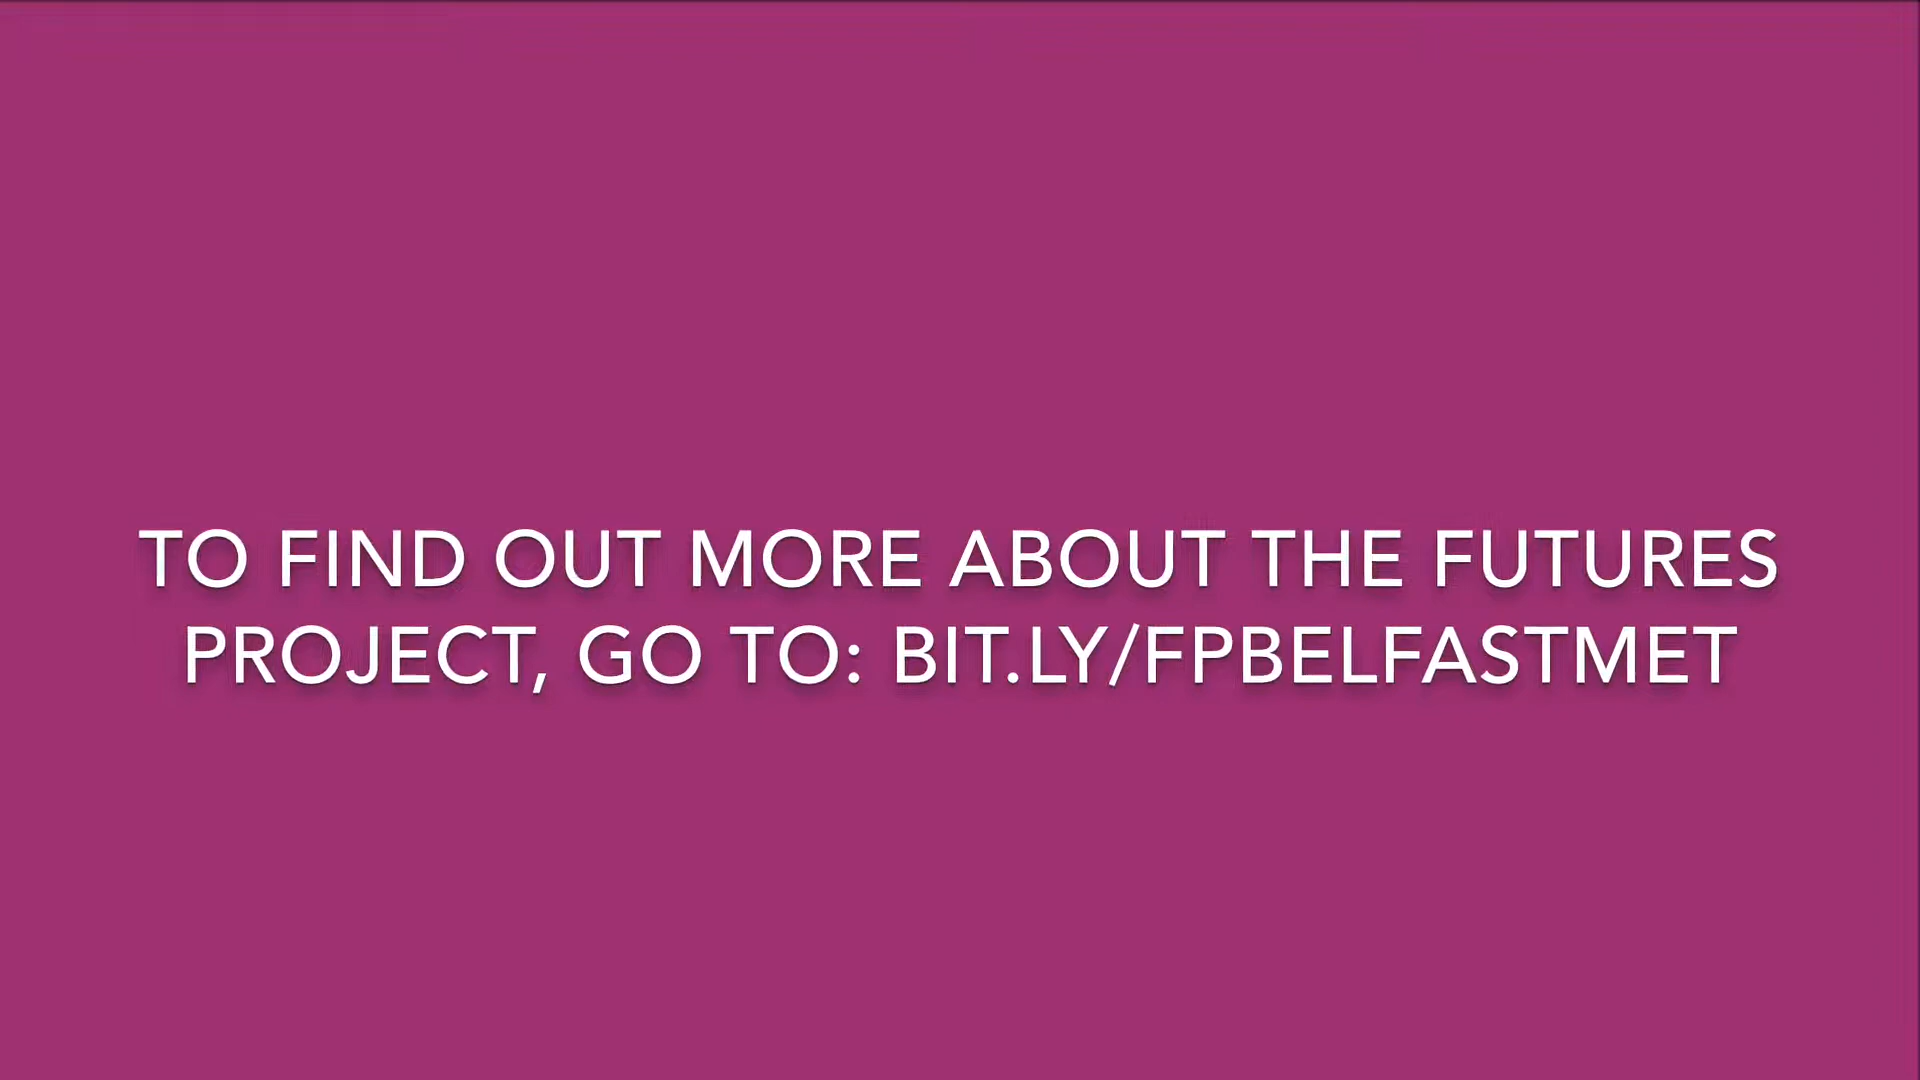 TO FIND OUT MORE ABOUT THE FUTURES
PROJECT, GO TO: BIT.LY/FPBELFASTMET